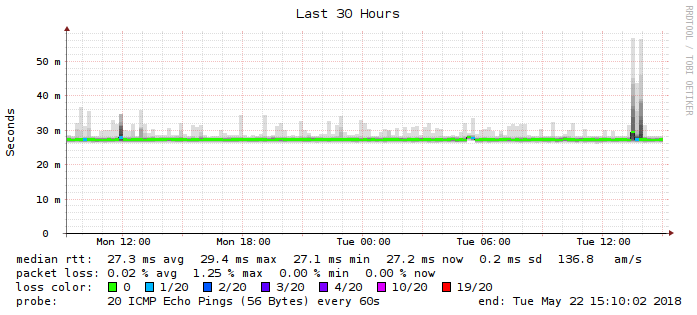 Last 30 Hours
RRDTOOL / TOBI OETIKER
Seconds
50 m
40 m
30 m
20 m
10 m
0
Mon 12:00 Mon 18:00 Tue 00:00 Tue 06:00 Tue 12:00
median rtt: 27.3 ms avg 29.4 ms max 27.1 ms min 27.2 ms now 0.2 ms sd 136.8 am/s
packet loss: 0.02 % avg 1.25 % max 0.00 % min 0.00 % now
loss color: 0 1/20 2/20 3/20 4/20 10/20 19/20
probe: 20 ICMP Echo Pings (56 Bytes) every 60s end: Tue May 22 15:10:02 2018